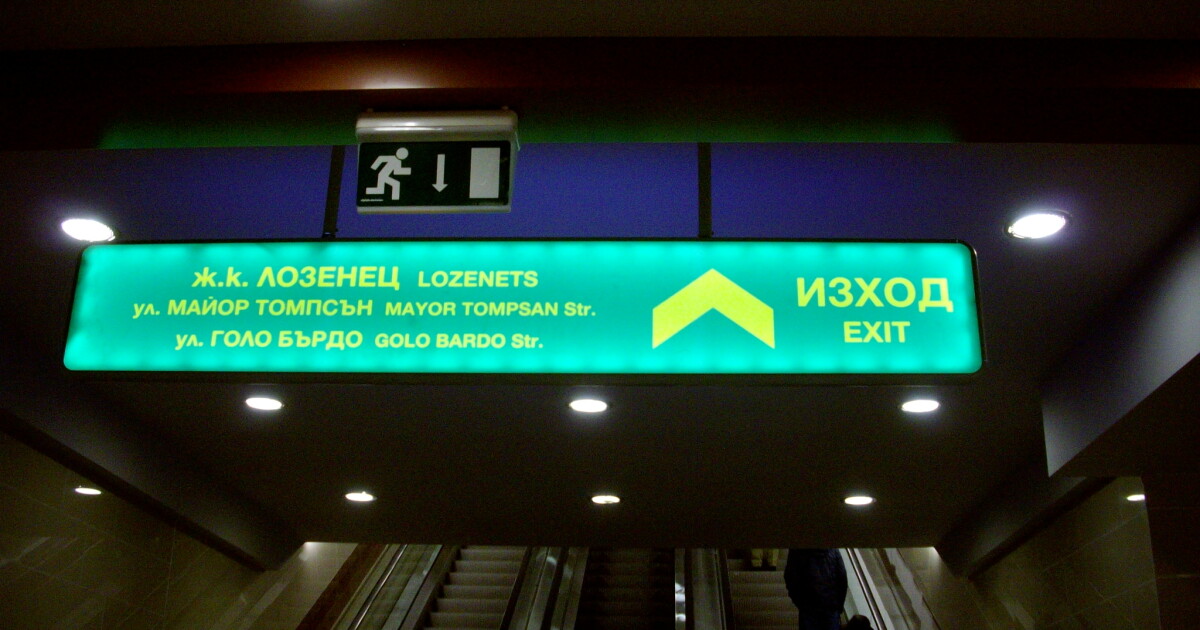 ж.к. ЛОЗЕНЕЦ LOZENETS
ул. МАЙОР ТОМПСЪН MAYOR TOMPSAN Str.
ул. ГОЛО БЪРДО GOLO BARDO Str.
ИЗХОД
EXIT